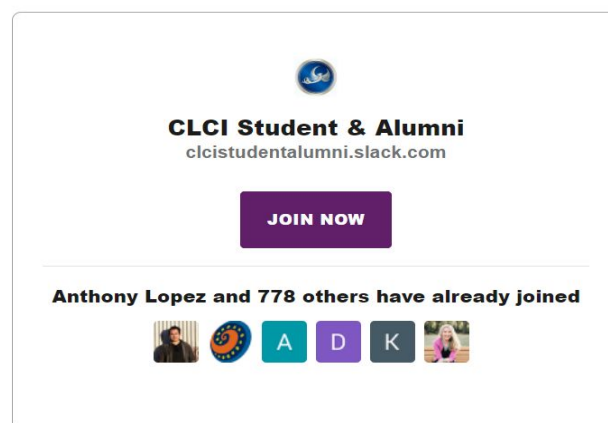 CLCI Student & Alumni
clcistudentalumni.slack.com
JOIN NOW
Anthony Lopez and 778 others have already joined
A D K